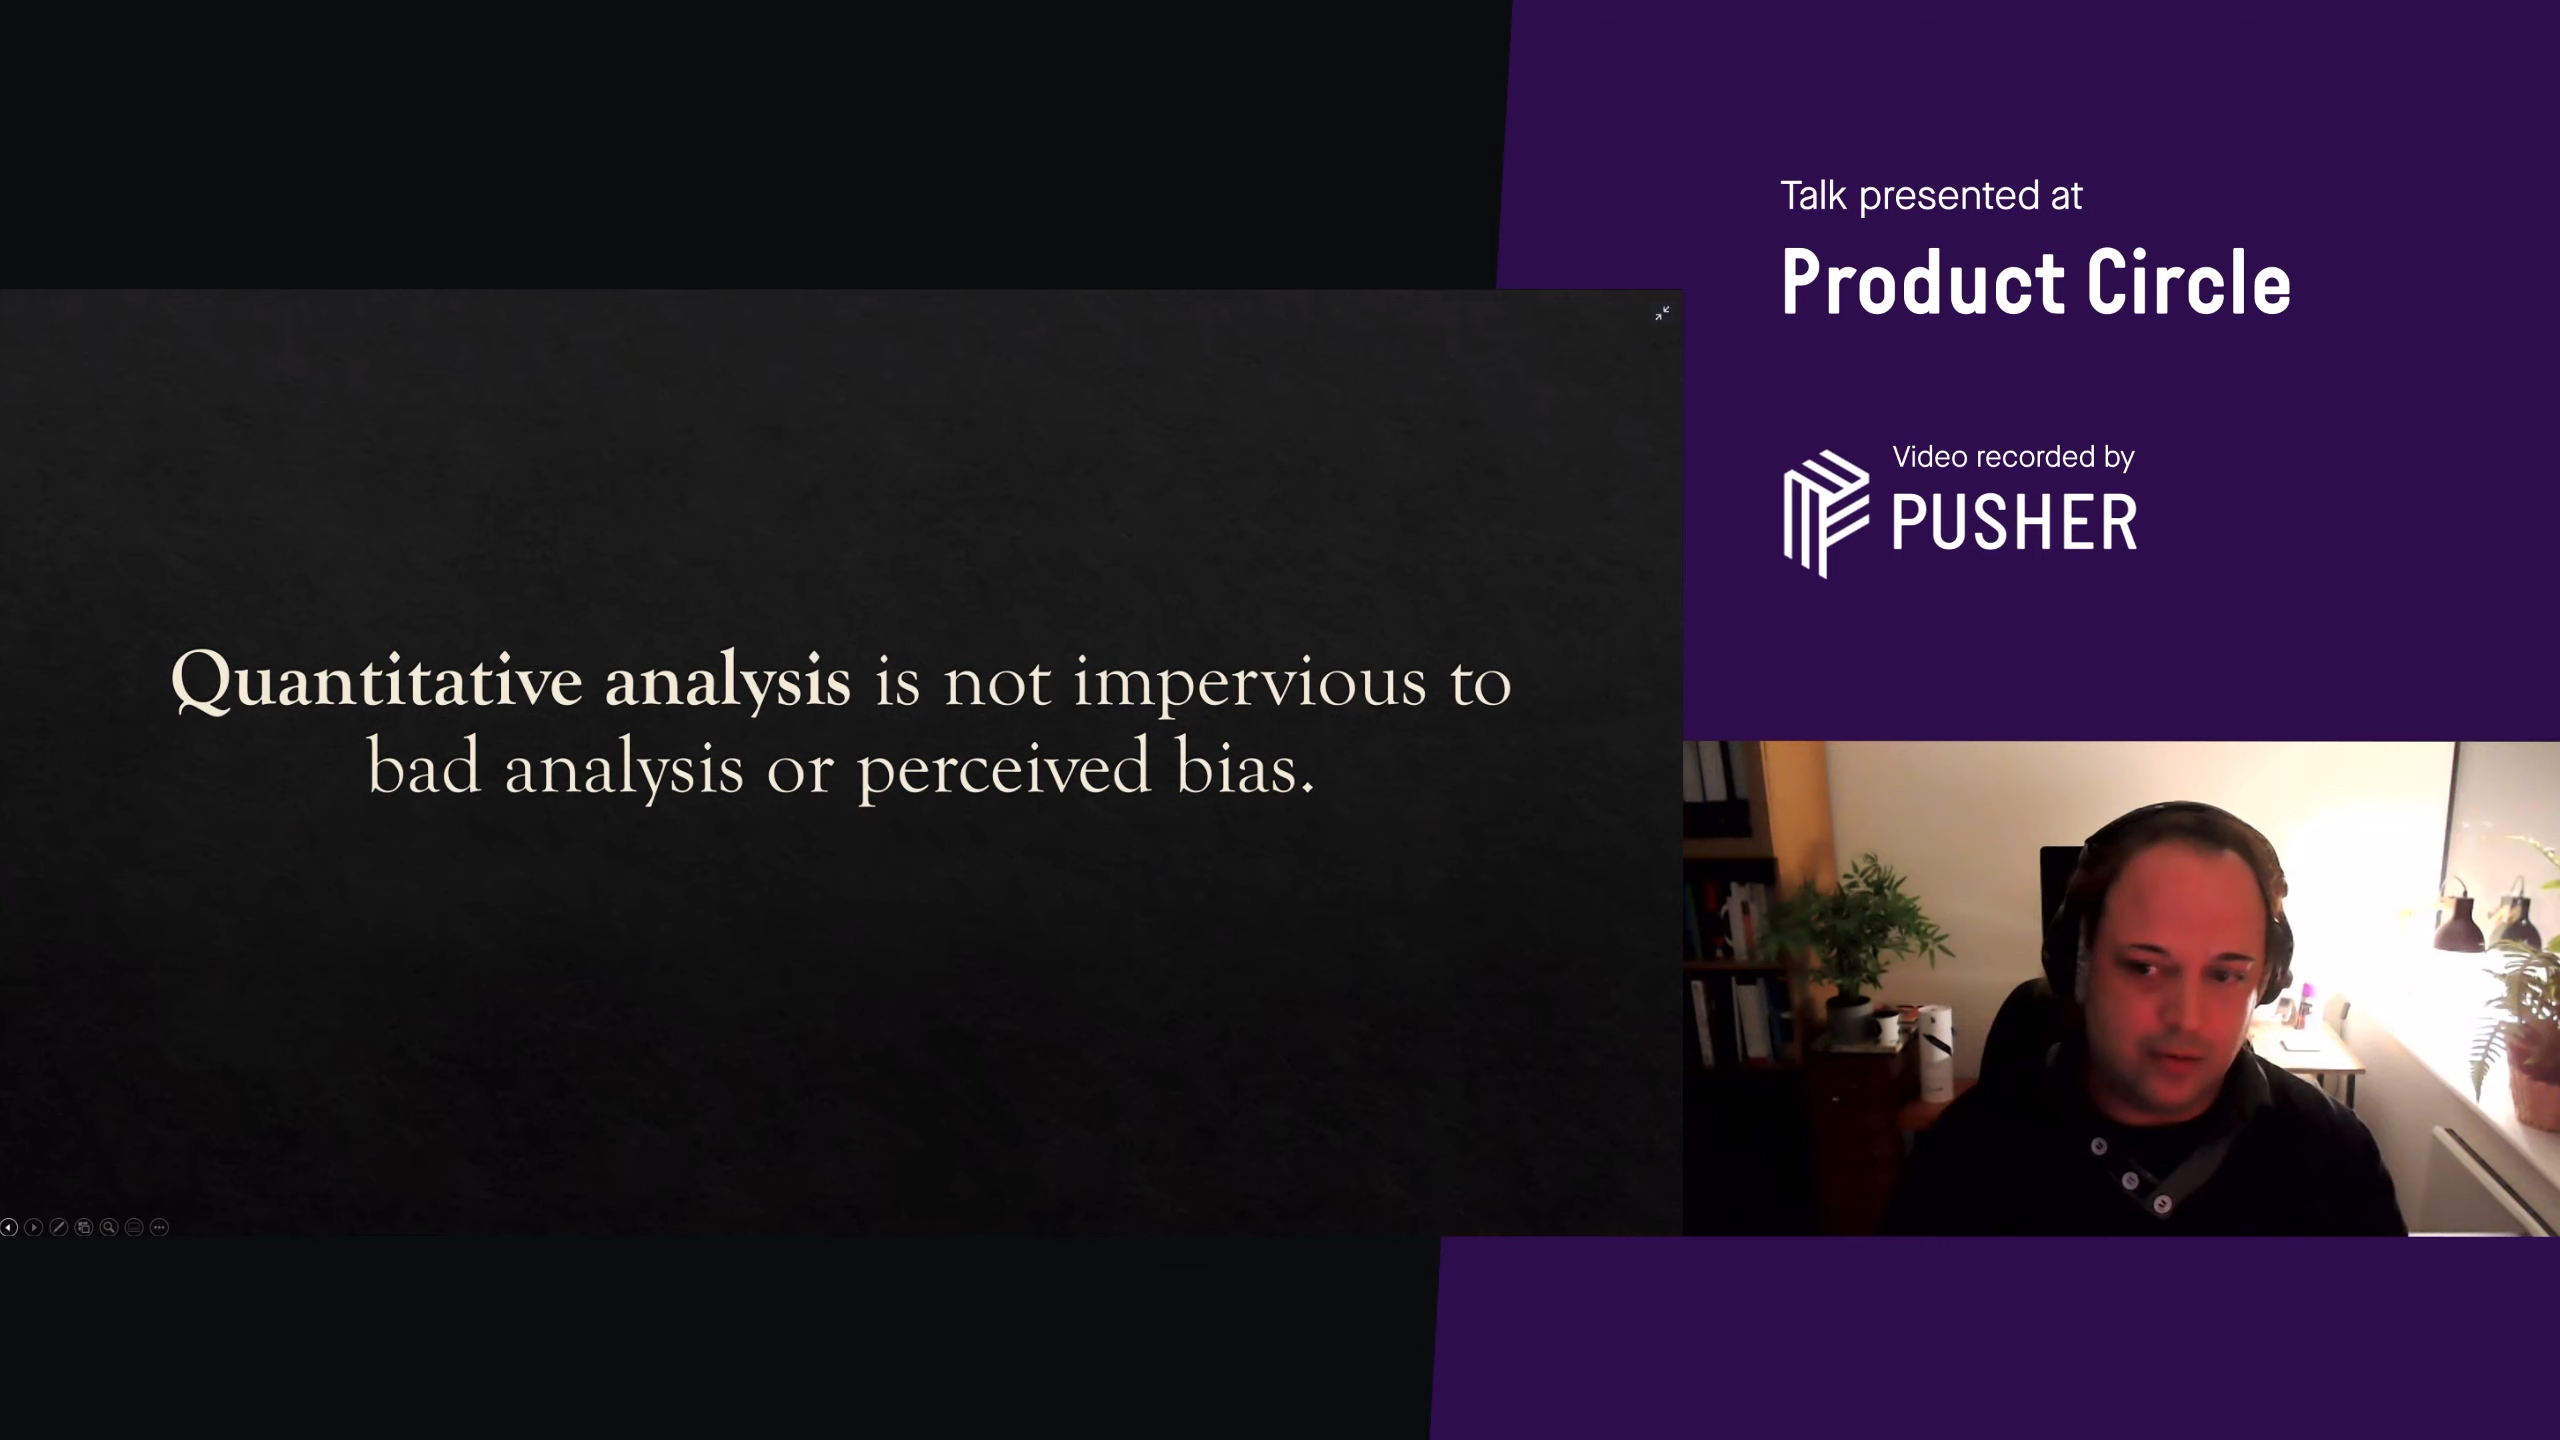 Quantitative analysis is not impervious to
bad analysis or perceived bias.
Talk presented at
Product Circle
Video recorded by
PUSHER